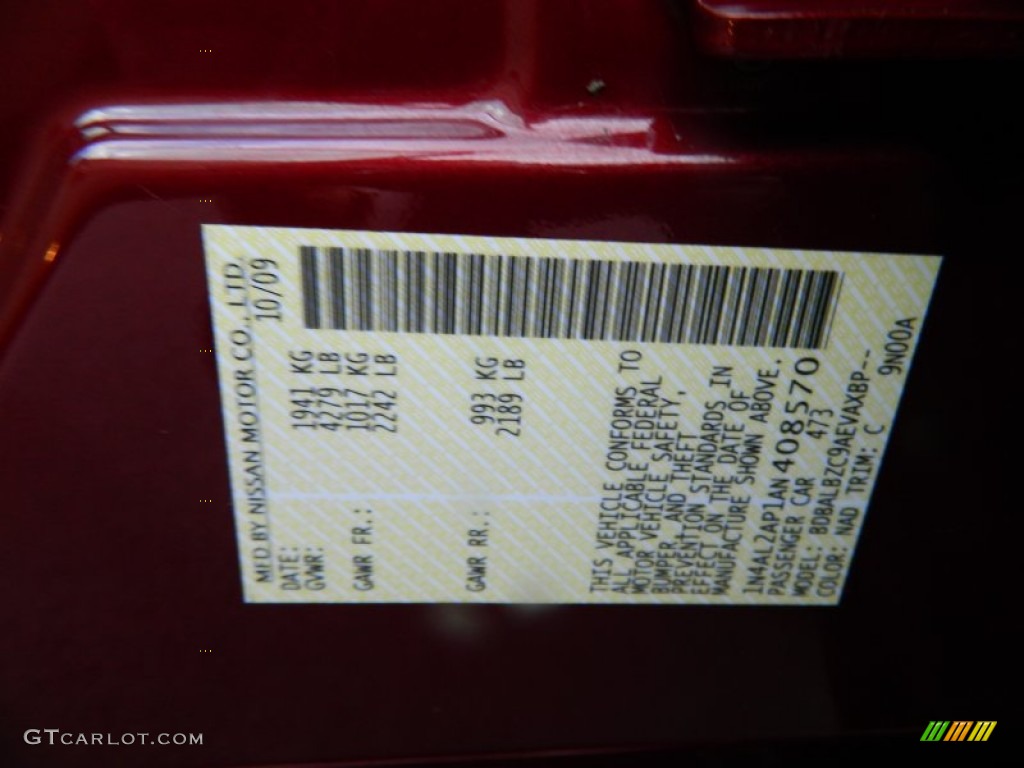 MFD BY NISSAN MOTOR CO., LTD.
DATE: 10/09
GVWR: 1941 KG
4279 LB
GAWR FR.: 1017 KG
2242 LB
GAWR RR.: 993 KG
2189 LB
THIS VEHICLE CONFORMS TO
ALL APPLICABLE FEDERAL
MOTOR VEHICLE SAFETY,
BUMPER, AND THEFT
PREVENTION STANDARDS IN
EFFECT ON THE DATE OF
MANUFACTURE SHOWN ABOVE.
1N4AL2AP1AN408570
PASSENGER CAR 473
MODEL: BDBALBZC9AEVAXBP--
COLOR: NAD TRIM: C 9N00A
GTCARLOT.COM